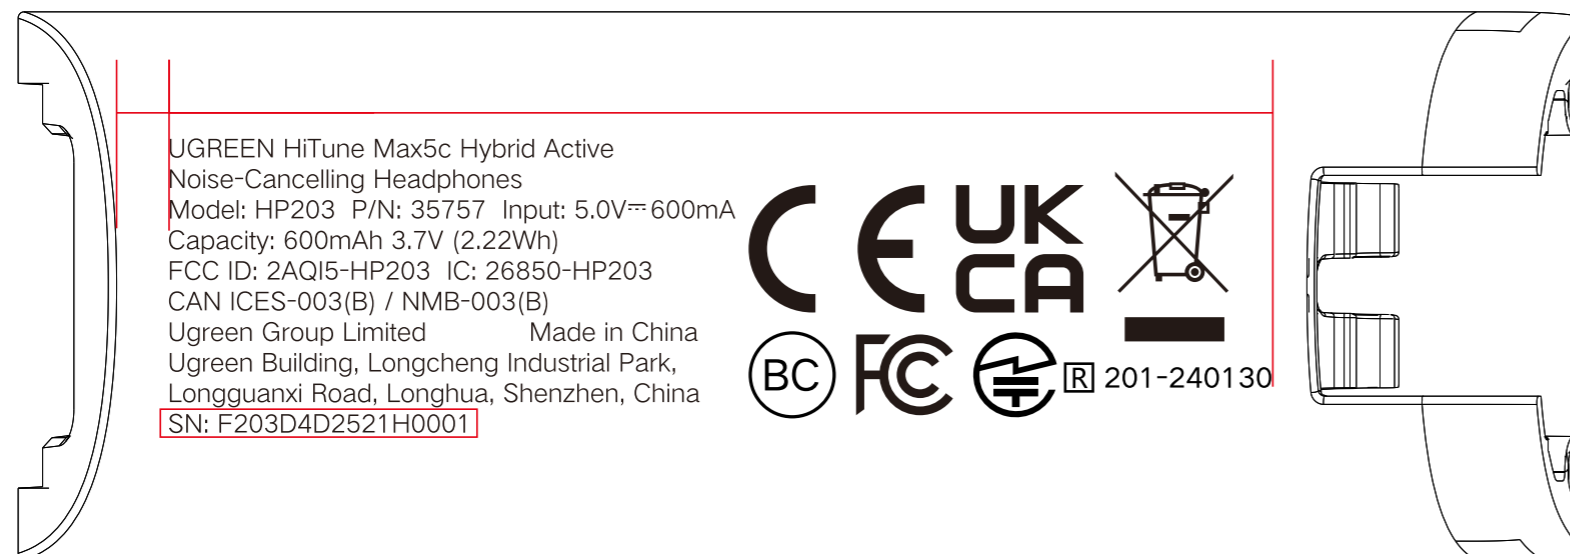 UGREEN HiTune Max5c Hybrid Active
Noise-Cancelling Headphones
Model: HP203 P/N: 35757 Input: 5.0V⎓600mA
Capacity: 600mAh 3.7V (2.22Wh)
FCC ID: 2AQI5-HP203 IC: 26850-HP203
CAN ICES-003(B) / NMB-003(B)
Ugreen Group Limited Made in China
Ugreen Building, Longcheng Industrial Park,
Longguanxi Road, Longhua, Shenzhen, China
SN: F203D4D2521H0001
CE
UK
CA
BC
FC
R 201-240130